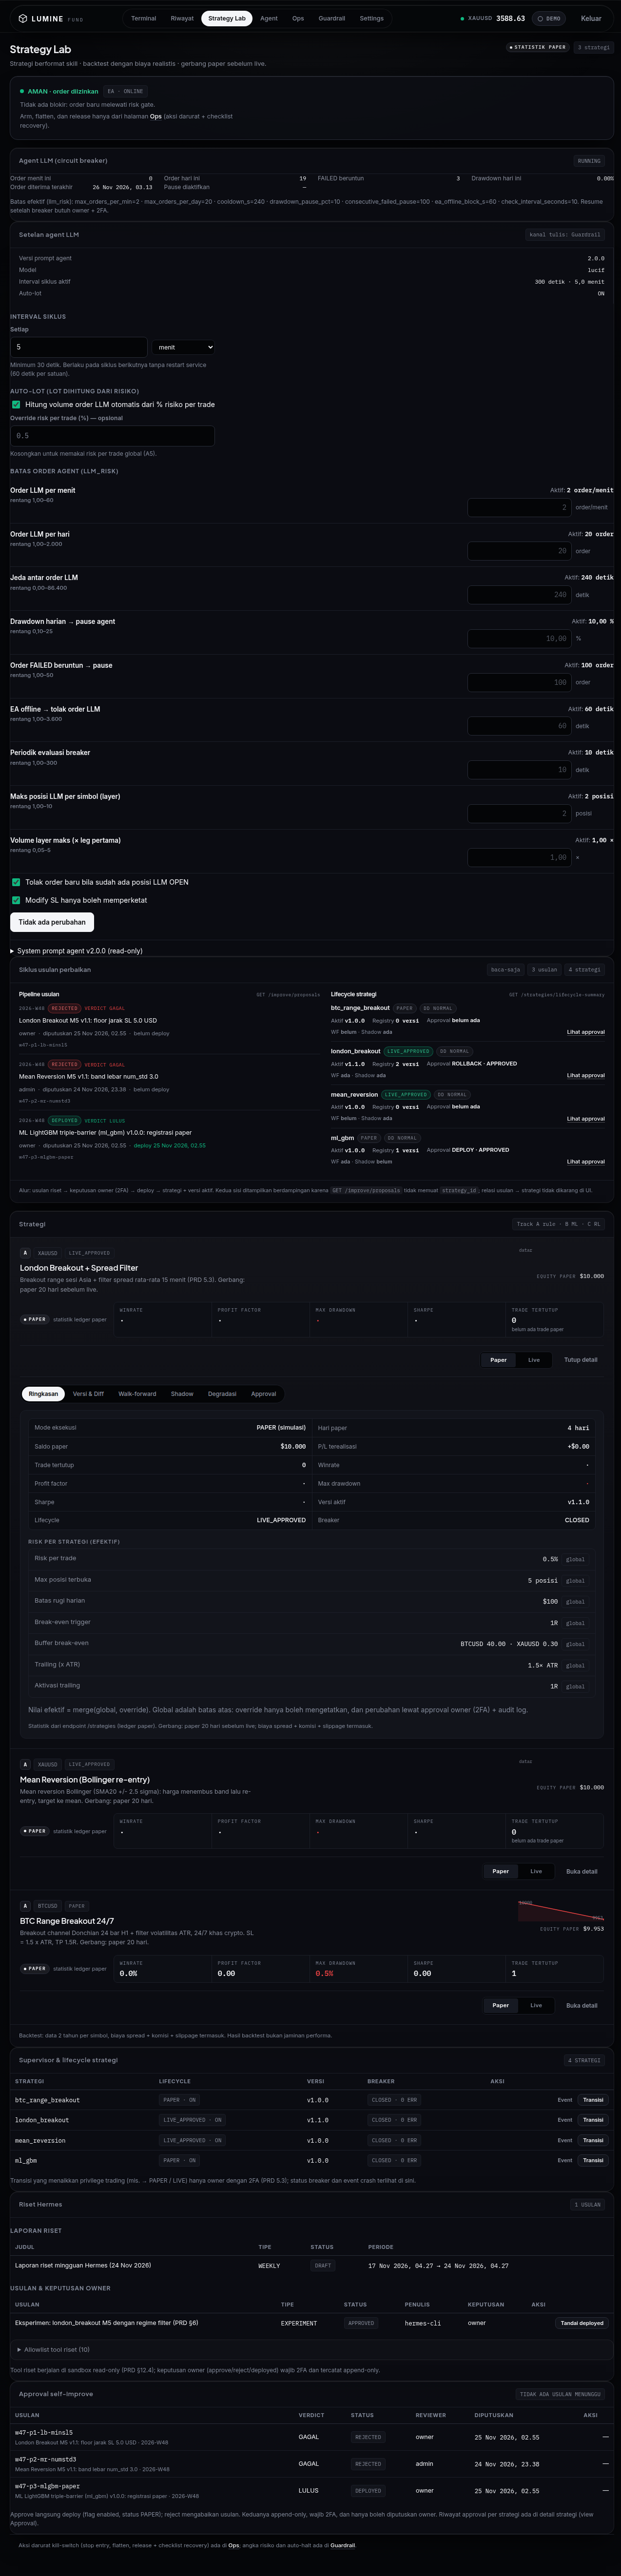 LUMINE FUND
Terminal Riwayat Strategy Lab Agent Ops Guardrail Settings
XAUUSD 3588.63 DEMO Keluar
Strategy Lab
STATISTIK PAPER 3 strategi
Strategi berformat skill · backtest dengan biaya realistis · gerbang paper sebelum live.
AMAN · order diizinkan EA · ONLINE
Tidak ada blokir: order baru melewati risk gate.
Arm, flatten, dan release hanya dari halaman Ops (aksi darurat + checklist
recovery).
Agent LLM (circuit breaker) RUNNING
Order menit ini 0 Order hari ini 19 FAILED beruntun 3 Drawdown hari ini 0.00%
Order diterima terakhir 26 Nov 2026, 03.13 Pause diaktifkan —
Batas efektif (llm_risk): max_orders_per_min=2 · max_orders_per_day=20 · cooldown_s=240 · drawdown_pause_pct=10 · consecutive_failed_pause=100 · ea_offline_block_s=60 · check_interval_seconds=10. Resume
setelah breaker butuh owner + 2FA.
Setelan agent LLM kanal tulis: Guardrail
Versi prompt agent 2.0.0
Model lucif
Interval siklus aktif 300 detik · 5,0 menit
Auto-lot ON
INTERVAL SIKLUS
Setiap
5 menit
Minimum 30 detik. Berlaku pada siklus berikutnya tanpa restart service
(60 detik per satuan).
AUTO-LOT (LOT DIHITUNG DARI RISIKO)
Hitung volume order LLM otomatis dari % risiko per trade
Override risk per trade (%) — opsional
0.5
Kosongkan untuk memakai risk per trade global (A5).
BATAS ORDER AGENT (LLM_RISK)
Order LLM per menit Aktif: 2 order/menit
rentang 1,00–60 2 order/menit
Order LLM per hari Aktif: 20 order
rentang 1,00–2.000 20 order
Jeda antar order LLM Aktif: 240 detik
rentang 0,00–86.400 240 detik
Drawdown harian → pause agent Aktif: 10,00 %
rentang 0,10–25 10,00 %
Order FAILED beruntun → pause Aktif: 100 order
rentang 1,00–50 100 order
EA offline → tolak order LLM Aktif: 60 detik
rentang 1,00–3.600 60 detik
Periodik evaluasi breaker Aktif: 10 detik
rentang 1,00–300 10 detik
Maks posisi LLM per simbol (layer) Aktif: 2 posisi
rentang 1,00–10 2 posisi
Volume layer maks (× leg pertama) Aktif: 1,00 ×
rentang 0,05–5 1,00 ×
Tolak order baru bila sudah ada posisi LLM OPEN
Modify SL hanya boleh memperketat
Tidak ada perubahan
System prompt agent v2.0.0 (read-only)
Siklus usulan perbaikan baca-saja 3 usulan 4 strategi
Pipeline usulan GET /improve/proposals
2026-W48 REJECTED VERDICT GAGAL
London Breakout M5 v1.1: floor jarak SL 5.0 USD
owner · diputuskan 25 Nov 2026, 02.55 · belum deploy
w47-p1-lb-minsl5
2026-W48 REJECTED VERDICT GAGAL
Mean Reversion M5 v1.1: band lebar num_std 3.0
admin · diputuskan 24 Nov 2026, 23.38 · belum deploy
w47-p2-mr-numstd3
2026-W48 DEPLOYED VERDICT LULUS
ML LightGBM triple-barrier (ml_gbm) v1.0.0: registrasi paper
owner · diputuskan 25 Nov 2026, 02.55 · deploy 25 Nov 2026, 02.55
w47-p3-mlgbm-paper
Lifecycle strategi GET /strategies/lifecycle-summary
btc_range_breakout PAPER DD NORMAL
Aktif v1.0.0 Registry 0 versi Approval belum ada
WF belum · Shadow ada Lihat approval
london_breakout LIVE_APPROVED DD NORMAL
Aktif v1.1.0 Registry 2 versi Approval ROLLBACK · APPROVED
WF ada · Shadow ada Lihat approval
mean_reversion LIVE_APPROVED DD NORMAL
Aktif v1.0.0 Registry 0 versi Approval belum ada
WF belum · Shadow ada Lihat approval
ml_gbm PAPER DD NORMAL
Aktif v1.0.0 Registry 1 versi Approval DEPLOY · APPROVED
WF ada · Shadow belum Lihat approval
Alur: usulan riset → keputusan owner (2FA) → deploy → strategi + versi aktif. Kedua sisi ditampilkan berdampingan karena GET /improve/proposals tidak memuat strategy_id; relasi usulan → strategi tidak dikarang di UI.
Strategi Track A rule · B ML · C RL
A XAUUSD LIVE_APPROVED
London Breakout + Spread Filter
Breakout range sesi Asia + filter spread rata-rata 15 menit (PRD 5.3). Gerbang:
paper 20 hari sebelum live.
datar
EQUITY PAPER $10.000
PAPER statistik ledger paper
WINRATE PROFIT FACTOR MAX DRAWDOWN SHARPE TRADE TERTUTUP
· · · · 0
belum ada trade paper
Paper Live Tutup detail
Ringkasan Versi & Diff Walk-forward Shadow Degradasi Approval
Mode eksekusi PAPER (simulasi) Hari paper 4 hari
Saldo paper $10.000 P/L terealisasi +$0.00
Trade tertutup 0 Winrate ·
Profit factor · Max drawdown ·
Sharpe · Versi aktif v1.1.0
Lifecycle LIVE_APPROVED Breaker CLOSED
RISK PER STRATEGI (EFEKTIF)
Risk per trade 0.5% global
Max posisi terbuka 5 posisi global
Batas rugi harian $100 global
Break-even trigger 1R global
Buffer break-even BTCUSD 40.00 · XAUUSD 0.30 global
Trailing (x ATR) 1.5× ATR global
Aktivasi trailing 1R global
Nilai efektif = merge(global, override). Global adalah batas atas: override hanya boleh mengetatkan, dan perubahan lewat approval owner (2FA) + audit log.
Statistik dari endpoint /strategies (ledger paper). Gerbang: paper 20 hari sebelum live; biaya spread + komisi + slippage termasuk.
A XAUUSD LIVE_APPROVED
Mean Reversion (Bollinger re-entry)
Mean reversion Bollinger (SMA20 +/- 2.5 sigma): harga menembus band lalu re-
entry, target ke mean. Gerbang: paper 20 hari.
datar
EQUITY PAPER $10.000
PAPER statistik ledger paper
WINRATE PROFIT FACTOR MAX DRAWDOWN SHARPE TRADE TERTUTUP
· · · · 0
belum ada trade paper
Paper Live Buka detail
A BTCUSD PAPER
BTC Range Breakout 24/7
Breakout channel Donchian 24 bar H1 + filter volatilitas ATR, 24/7 khas crypto. SL
= 1.5 x ATR, TP 1.5R. Gerbang: paper 20 hari.
EQUITY PAPER $9.953
PAPER statistik ledger paper
WINRATE PROFIT FACTOR MAX DRAWDOWN SHARPE TRADE TERTUTUP
0.0% 0.00 0.5% 0.00 1
Paper Live Buka detail
Backtest: data 2 tahun per simbol, biaya spread + komisi + slippage termasuk. Hasil backtest bukan jaminan performa.
Supervisor & lifecycle strategi 4 STRATEGI
STRATEGI LIFECYCLE VERSI BREAKER AKSI
btc_range_breakout PAPER · ON v1.0.0 CLOSED · 0 ERR Event Transisi
london_breakout LIVE_APPROVED · ON v1.1.0 CLOSED · 0 ERR Event Transisi
mean_reversion LIVE_APPROVED · ON v1.0.0 CLOSED · 0 ERR Event Transisi
ml_gbm PAPER · ON v1.0.0 CLOSED · 0 ERR Event Transisi
Transisi yang menaikkan privilege trading (mis. → PAPER / LIVE) hanya owner dengan 2FA (PRD 5.3); status breaker dan event crash terlihat di sini.
Riset Hermes 1 USULAN
LAPORAN RISET
JUDUL TIPE STATUS PERIODE
Laporan riset mingguan Hermes (24 Nov 2026) WEEKLY DRAFT 17 Nov 2026, 04.27 → 24 Nov 2026, 04.27
USULAN & KEPUTUSAN OWNER
USULAN TIPE STATUS PENULIS KEPUTUSAN AKSI
Eksperimen: london_breakout M5 dengan regime filter (PRD §6) EXPERIMENT APPROVED hermes-cli owner Tandai deployed
Allowlist tool riset (10)
Tool riset berjalan di sandbox read-only (PRD §12.4); keputusan owner (approve/reject/deployed) wajib 2FA dan tercatat append-only.
Approval self-improve TIDAK ADA USULAN MENUNGGU
USULAN VERDICT STATUS REVIEWER DIPUTUSKAN AKSI
w47-p1-lb-minsl5 GAGAL REJECTED owner 25 Nov 2026, 02.55 —
London Breakout M5 v1.1: floor jarak SL 5.0 USD · 2026-W48
w47-p2-mr-numstd3 GAGAL REJECTED admin 24 Nov 2026, 23.38 —
Mean Reversion M5 v1.1: band lebar num_std 3.0 · 2026-W48
w47-p3-mlgbm-paper LULUS DEPLOYED owner 25 Nov 2026, 02.55 —
ML LightGBM triple-barrier (ml_gbm) v1.0.0: registrasi paper · 2026-W48
Approve langsung deploy (flag enabled, status PAPER); reject mengabaikan usulan. Keduanya append-only, wajib 2FA, dan hanya boleh diputuskan owner. Riwayat approval per strategi ada di detail strategi (view
Approval).
Aksi darurat kill-switch (stop entry, flatten, release + checklist recovery) ada di Ops; angka risiko dan auto-halt ada di Guardrail.